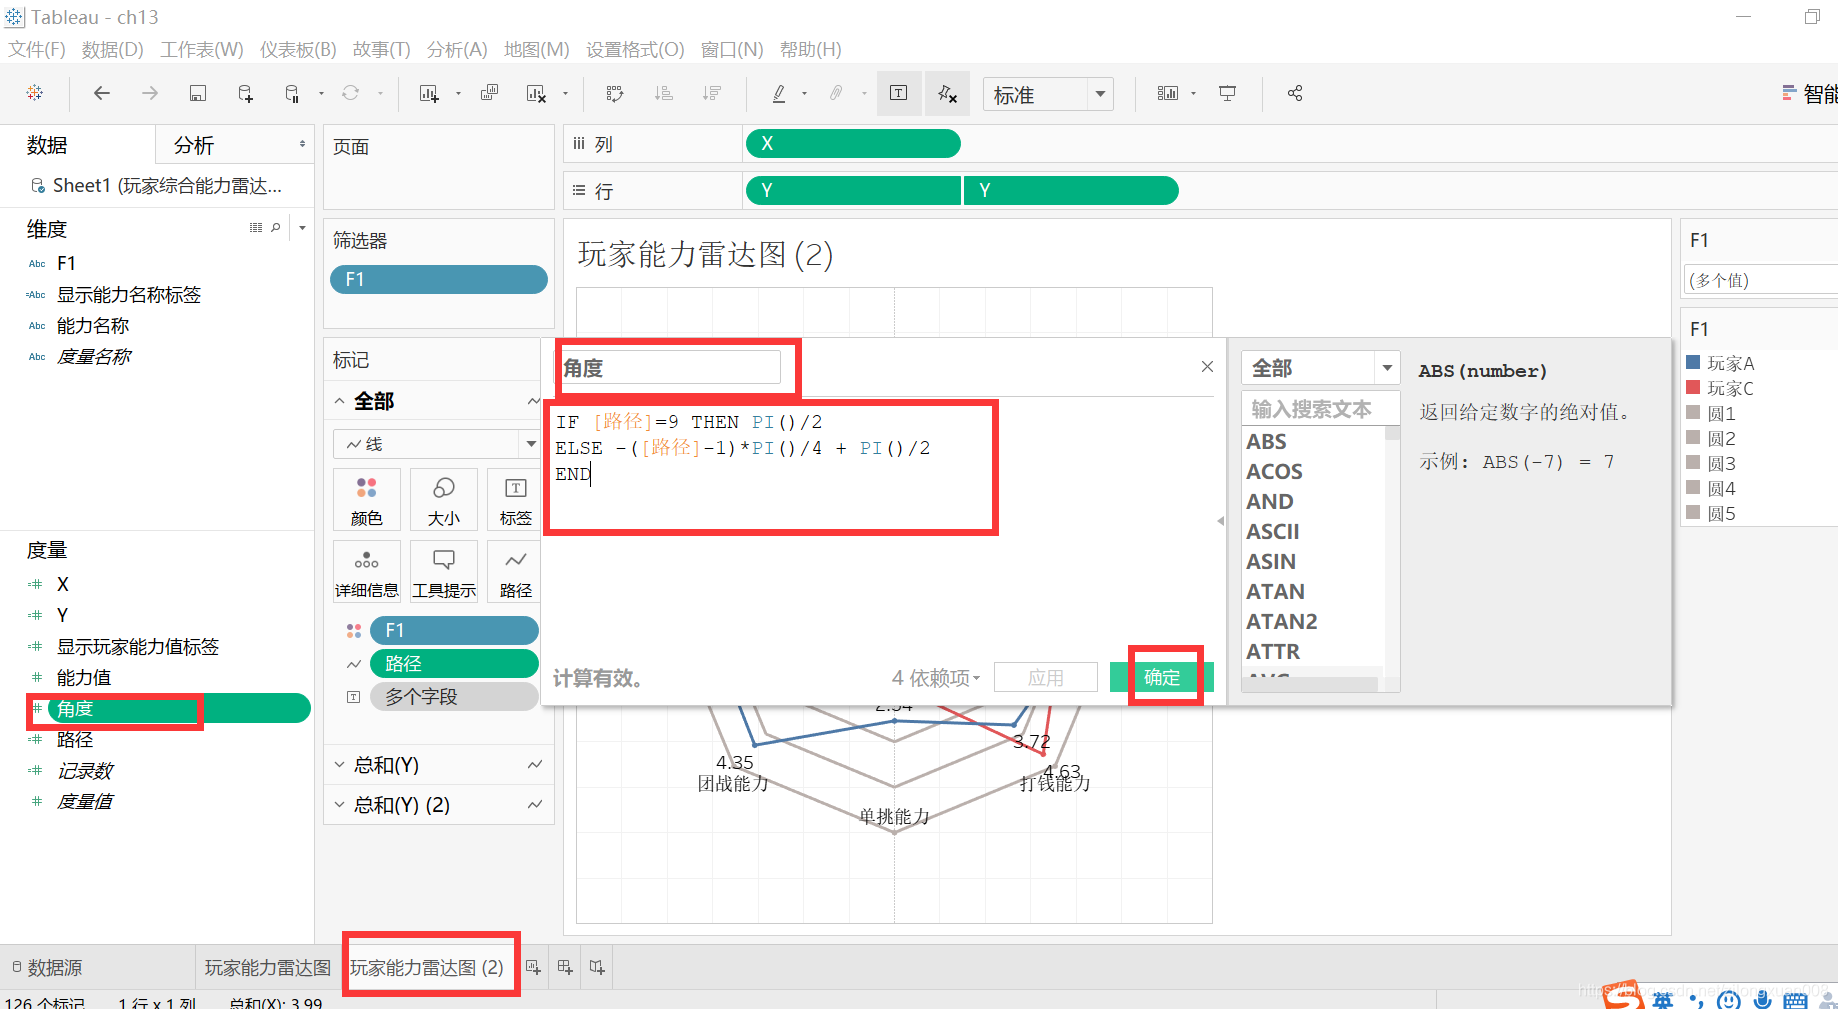 Tableau - ch13
文件(F) 数据(D) 工作表(W) 仪表板(B) 故事(T) 分析(A) 地图(M) 设置格式(O) 窗口(N) 帮助(H)
标准
智能
数据
分析
Sheet1 (玩家综合能力雷达...
维度
Abc F1
=Abc 显示能力名称标签
Abc 能力名称
Abc 度量名称
度量
X
Y
显示玩家能力值标签
能力值
角度
路径
记录数
度量值
页面
筛选器
F1
标记
全部
线
颜色
大小
标签
详细信息
工具提示
路径
F1
路径
多个字段
总和(Y)
总和(Y) (2)
列
X
行
Y
Y
玩家能力雷达图 (2)
角度
IF [路径]=9 THEN PI()/2
ELSE -([路径]-1)*PI()/4 + PI()/2
END
计算有效。
4 依赖项
应用
确定
全部
输入搜索文本
ABS
ACOS
AND
ASCII
ASIN
ATAN
ATAN2
ATTR
AVG
ABS(number)
返回给定数字的绝对值。
示例: ABS(-7) = 7
2.54
3.72
4.35
4.63
团战能力
打钱能力
单挑能力
F1
(多个值)
F1
玩家A
玩家C
圆1
圆2
圆3
圆4
圆5
数据源
玩家能力雷达图
玩家能力雷达图 (2)
126 个标记
1 行 x 1 列
总和(X): 3.99
英